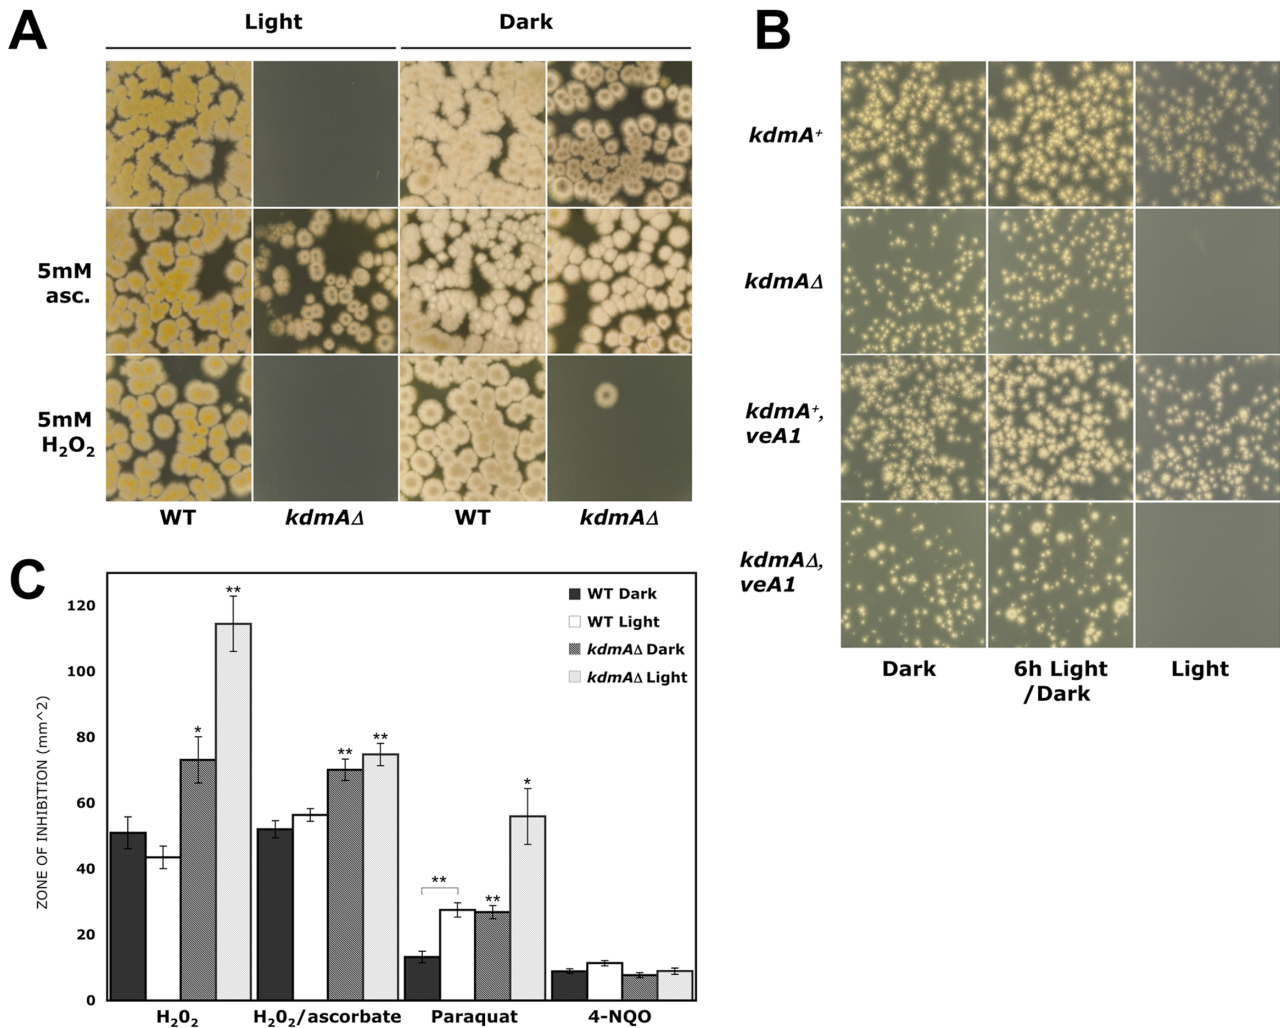 A
Light Dark
5mM
asc.
5mM
H₂O₂
WT kdmAΔ WT kdmAΔ
B
kdmA⁺
kdmAΔ
kdmA⁺,
veA1
kdmAΔ,
veA1
Dark 6h Light Light
/Dark
C
WT Dark
WT Light
kdmAΔ Dark
kdmAΔ Light
ZONE OF INHIBITION (mm^2)
120
100
80
60
40
20
0
* **
** **
** ** *
H₂0₂ H₂0₂/ascorbate Paraquat 4-NQO